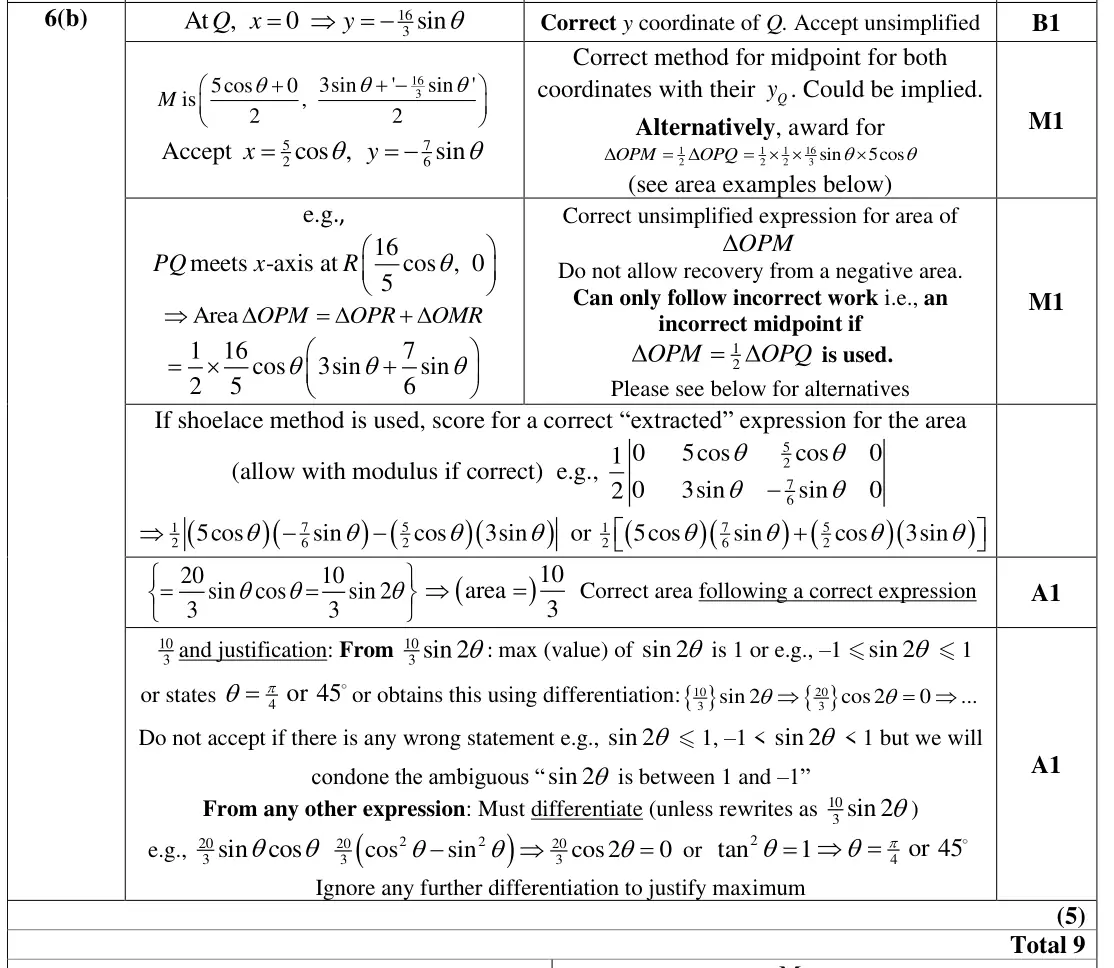 6(b)
At Q, x = 0 ⇒ y = −16/3 sin θ
Correct y coordinate of Q. Accept unsimplified
B1
M is ( (5cos θ + 0)/2 , (3sin θ + '−16/3 sin θ')/2 )
Accept x = 5/2 cos θ, y = −7/6 sin θ
Correct method for midpoint for both
coordinates with their y_Q. Could be implied.
Alternatively, award for
ΔOPM = 1/2 ΔOPQ = 1/2 × 1/2 × 16/3 sin θ × 5cos θ
(see area examples below)
M1
e.g.,
PQ meets x-axis at R ( 16/5 cos θ, 0 )
⇒ Area ΔOPM = ΔOPR + ΔOMR
= 1/2 × 16/5 cos θ ( 3sin θ + 7/6 sin θ )
Correct unsimplified expression for area of
ΔOPM
Do not allow recovery from a negative area.
Can only follow incorrect work i.e., an
incorrect midpoint if
ΔOPM = 1/2 ΔOPQ is used.
Please see below for alternatives
M1
If shoelace method is used, score for a correct “extracted” expression for the area
(allow with modulus if correct) e.g., 1/2 | 0 5cos θ 5/2 cos θ 0 |
| 0 3sin θ −7/6 sin θ 0 |
⇒ 1/2 |(5cos θ)(−7/6 sin θ) − (5/2 cos θ)(3sin θ)| or 1/2 [(5cos θ)(7/6 sin θ) + (5/2 cos θ)(3sin θ)]
{ = 20/3 sin θ cos θ = 10/3 sin 2θ } ⇒ (area =) 10/3 Correct area following a correct expression
A1
10/3 and justification: From 10/3 sin 2θ : max (value) of sin 2θ is 1 or e.g., –1 ⩽ sin 2θ ⩽ 1
or states θ = π/4 or 45° or obtains this using differentiation: {10/3} sin 2θ ⇒ {20/3} cos 2θ = 0 ⇒ ...
Do not accept if there is any wrong statement e.g., sin 2θ ⩽ 1, –1 < sin 2θ < 1 but we will
condone the ambiguous “sin 2θ is between 1 and –1”
From any other expression: Must differentiate (unless rewrites as 10/3 sin 2θ)
e.g., 20/3 sin θ cos θ 20/3 (cos² θ − sin² θ) ⇒ 20/3 cos 2θ = 0 or tan² θ = 1 ⇒ θ = π/4 or 45°
Ignore any further differentiation to justify maximum
A1
(5)
Total 9